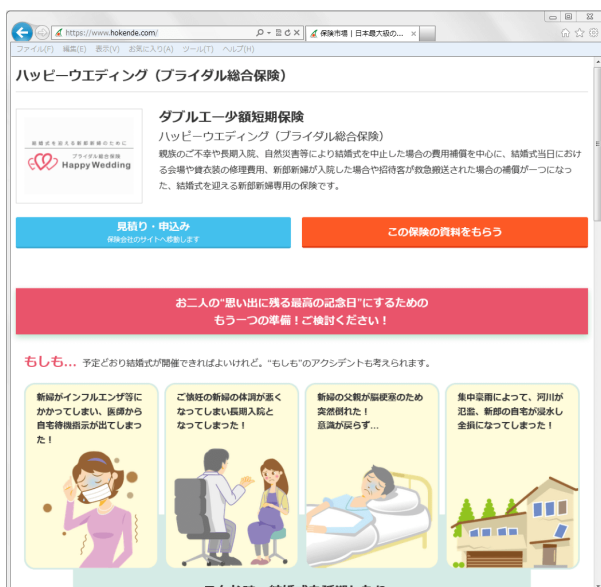 https://www.hokende.com/
保険市場 | 日本最大級の...
ファイル(F) 編集(E) 表示(V) お気に入り(A) ツール(T) ヘルプ(H)
ハッピーウエディング（ブライダル総合保険）
結婚式を迎える新郎新婦のために
ブライダル総合保険
Happy Wedding
ダブルエー少額短期保険
ハッピーウエディング（ブライダル総合保険）
親族のご不幸や長期入院、自然災害等により結婚式を中止した場合の費用補償を中心に、結婚式当日におけ
る会場や貸衣装の修理費用、新郎新婦が入院した場合や招待客が救急搬送された場合の補償が一つになっ
た、結婚式を迎える新郎新婦専用の保険です。
見積り・申込み
保険会社のサイトへ移動します
この保険の資料をもらう
お二人の“思い出に残る最高の記念日”にするための
もう一つの準備！ご検討ください！
もしも... 予定どおり結婚式が開催できればよいけれど。“もしも”のアクシデントも考えられます。
新婦がインフルエンザ等に
かかってしまい、医師から
自宅待機指示が出てしまっ
た！
ご懐妊の新婦の体調が悪く
なってしまい長期入院と
なってしまった！
新婦の父親が脳梗塞のため
突然倒れた！
意識が戻らず…
集中豪雨によって、河川が
氾濫、新郎の自宅が浸水し
全損になってしまった！